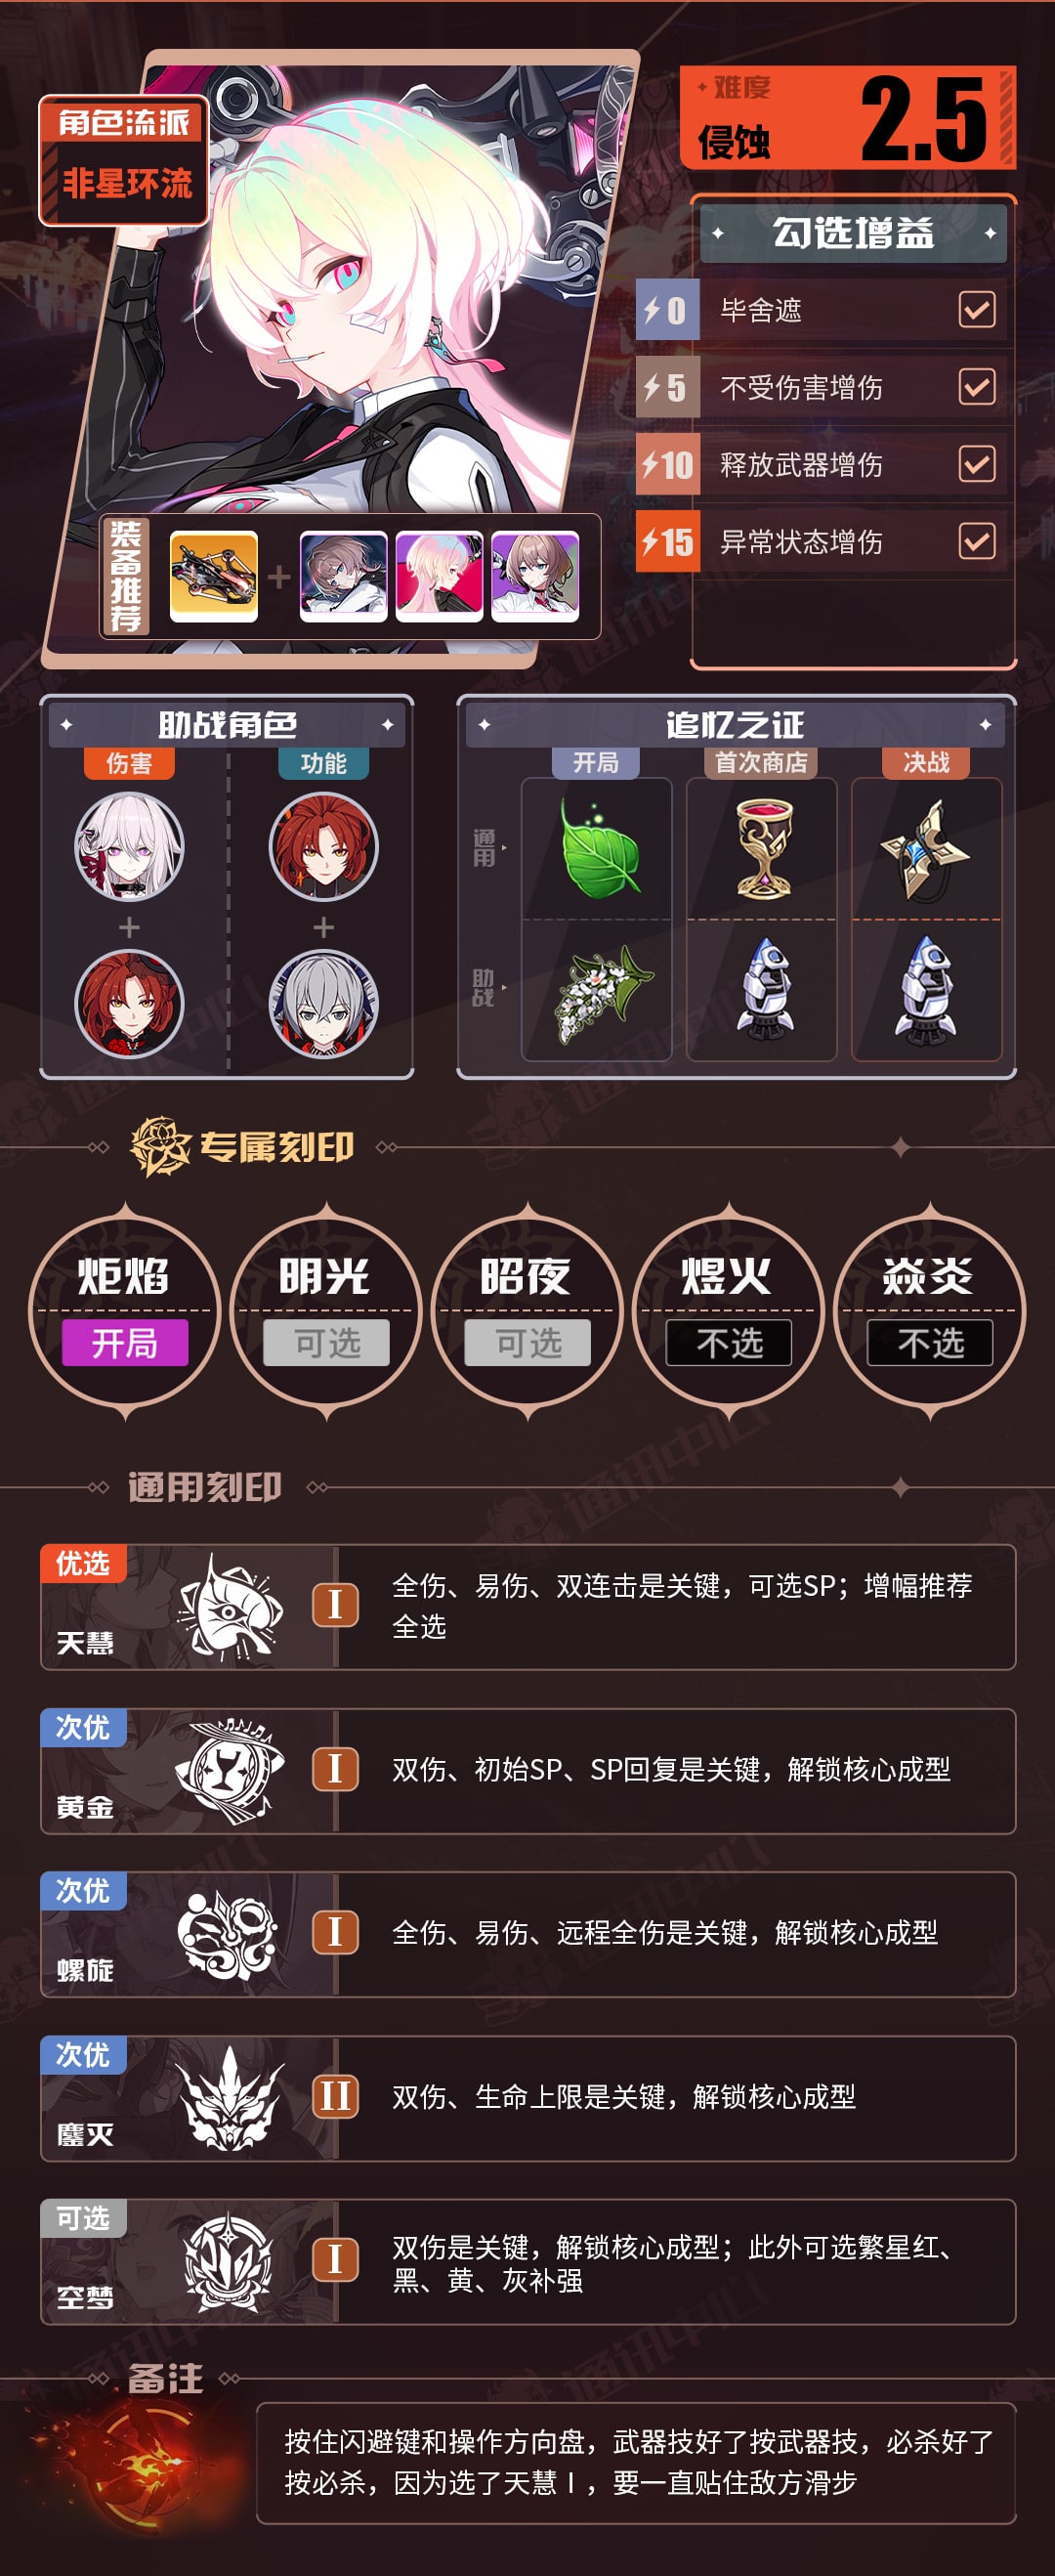 角色流派
非星环流
难度
侵蚀
2.5
勾选增益
0 毕舍遮
5 不受伤害增伤
10 释放武器增伤
15 异常状态增伤
装备推荐
助战角色
伤害
功能
追忆之证
开局
首次商店
决战
通用
助战
专属刻印
炬焰
开局
明光
可选
昭夜
可选
煜火
不选
焱炎
不选
通用刻印
优选
天慧
I
全伤、易伤、双连击是关键，可选SP；增幅推荐
全选
次优
黄金
I
双伤、初始SP、SP回复是关键，解锁核心成型
次优
螺旋
I
全伤、易伤、远程全伤是关键，解锁核心成型
次优
鏖灭
II
双伤、生命上限是关键，解锁核心成型
可选
空梦
I
双伤是关键，解锁核心成型；此外可选繁星红、
黑、黄、灰补强
备注
按住闪避键和操作方向盘，武器技好了按武器技，必杀好了
按必杀，因为选了天慧Ⅰ，要一直贴住敌方滑步